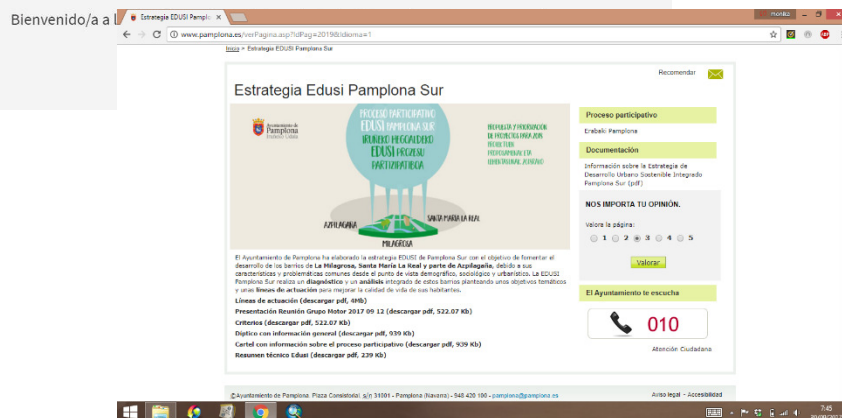 Bienvenido/a a l
Estrategia EDUSI Pamplo
monika
www.pamplona.es/verPagina.asp?IdPag=2019&Idioma=1
Inicio > Estrategia EDUSI Pamplona Sur
Recomendar
Estrategia Edusi Pamplona Sur
Ayuntamiento de
Pamplona
Iruñeko Udala
PROCESO PARTICIPATIVO
EDUSI PAMPLONA SUR
IRUÑEKO HEGOALDEKO
EDUSI PROZESU
PARTIZIPATIBOA
PROPUESTA Y PRIORIZACIÓN
DE PROYECTOS PARA 2018
AZPILAGAÑA
SANTA MARÍA LA REAL
MILAGROSA
El Ayuntamiento de Pamplona ha elaborado la estrategia EDUSI de Pamplona Sur con el objetivo de fomentar el
desarrollo de los barrios de La Milagrosa, Santa María La Real y parte de Azpilagaña, debido a sus
características y problemáticas comunes desde el punto de vista demográfico, sociológico y urbanístico. La EDUSI
Pamplona Sur realiza un diagnóstico y un análisis integrado de estos barrios planteando unos objetivos temáticos
y unas líneas de actuación para mejorar la calidad de vida de sus habitantes.
Líneas de actuación (descargar pdf, 4Mb)
Presentación Reunión Grupo Motor 2017 09 12 (descargar pdf, 522.07 Kb)
Criterios (descargar pdf, 522.07 Kb)
Díptico con información general (descargar pdf, 939 Kb)
Cartel con información sobre el proceso participativo (descargar pdf, 939 Kb)
Resumen técnico Edusi (descargar pdf, 239 Kb)
Proceso participativo
Erabaki Pamplona
Documentación
Información sobre la Estrategia de
Desarrollo Urbano Sostenible Integrado
Pamplona Sur (pdf)
NOS IMPORTA TU OPINIÓN.
Valora la página:
1 2 3 4 5
Valorar
El Ayuntamiento te escucha
010
Atención Ciudadana
©Ayuntamiento de Pamplona. Plaza Consistorial, s/n 31001 - Pamplona (Navarra) - 948 420 100 - pamplona@pamplona.es
Aviso legal - Accesibilidad
7:45